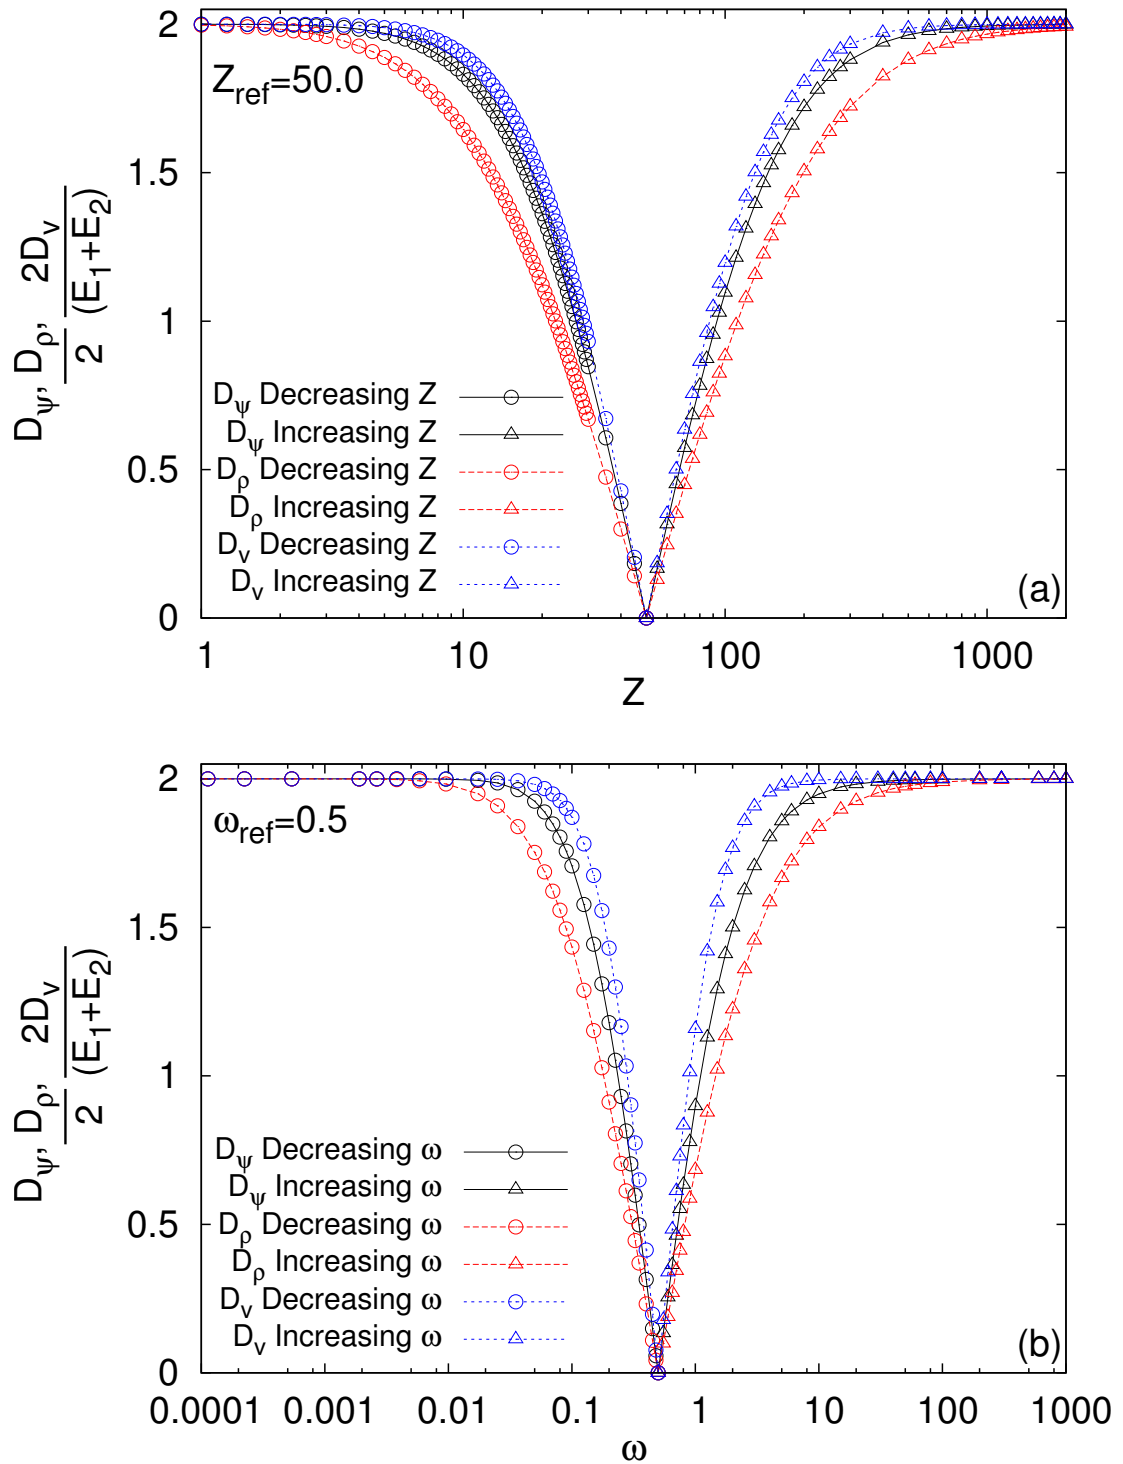 2
1.5
1
0.5
0
Z_ref=50.0
D_ψ, D_ρ/2, 2D_v/(E_1+E_2)
D_ψ Decreasing Z
D_ψ Increasing Z
D_ρ Decreasing Z
D_ρ Increasing Z
D_v Decreasing Z
D_v Increasing Z
(a)
1 10 100 1000
Z
2
1.5
1
0.5
0
ω_ref=0.5
D_ψ, D_ρ/2, 2D_v/(E_1+E_2)
D_ψ Decreasing ω
D_ψ Increasing ω
D_ρ Decreasing ω
D_ρ Increasing ω
D_v Decreasing ω
D_v Increasing ω
(b)
0.0001 0.001 0.01 0.1 1 10 100 1000
ω